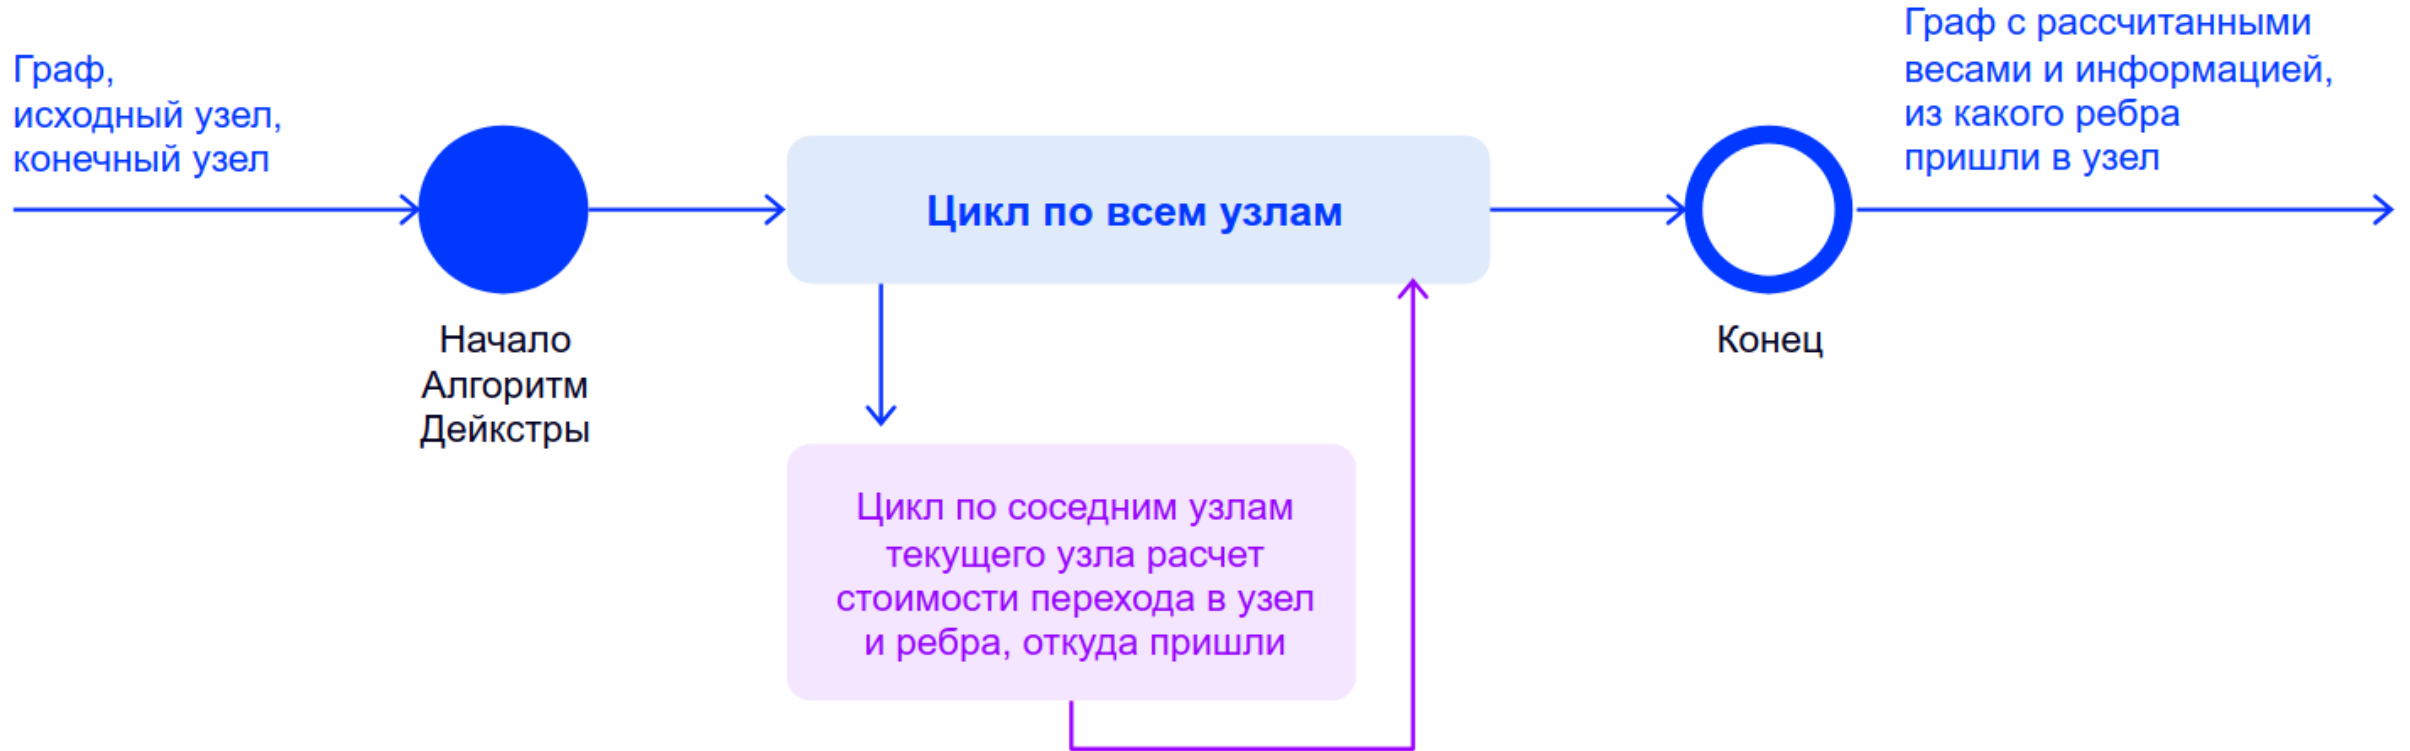 Граф,
исходный узел,
конечный узел
Начало
Алгоритм
Дейкстры
Цикл по всем узлам
Цикл по соседним узлам
текущего узла расчет
стоимости перехода в узел
и ребра, откуда пришли
Конец
Граф с рассчитанными
весами и информацией,
из какого ребра
пришли в узел